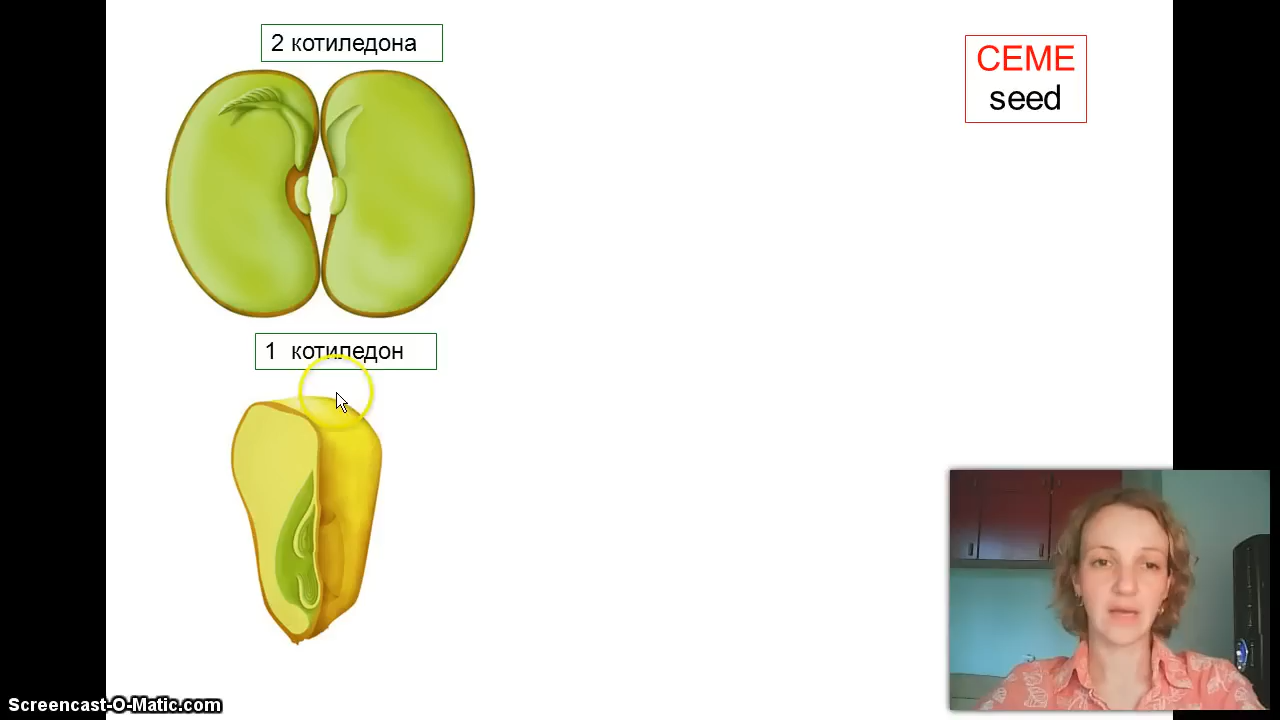 2 котиледона
СЕМЕ
seed
1 котиледон
Screencast-O-Matic.com